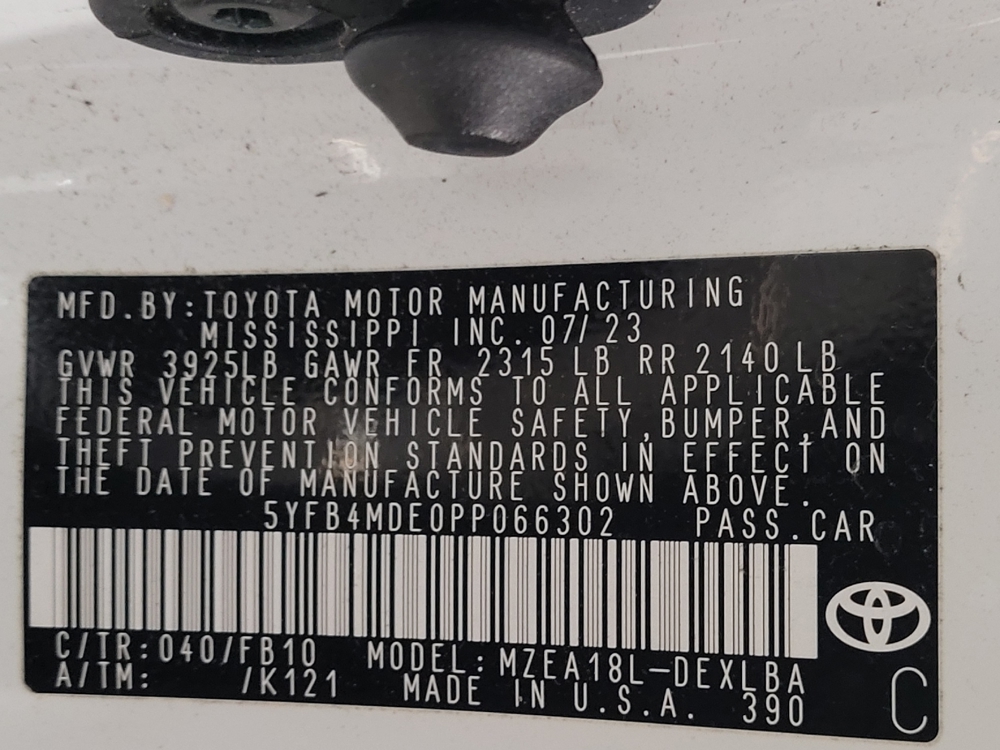 MFD.BY:TOYOTA MOTOR MANUFACTURING
MISSISSIPPI INC. 07/23
GVWR 3925LB GAWR FR 2315 LB RR 2140 LB
THIS VEHICLE CONFORMS TO ALL APPLICABLE
FEDERAL MOTOR VEHICLE SAFETY,BUMPER,AND
THEFT PREVENTION STANDARDS IN EFFECT ON
THE DATE OF MANUFACTURE SHOWN ABOVE.
5YFB4MDE0PP066302 PASS.CAR
C/TR:040/FB10 MODEL:MZEA18L-DEXLBA
A/TM: /K121 MADE IN U.S.A. 390
C